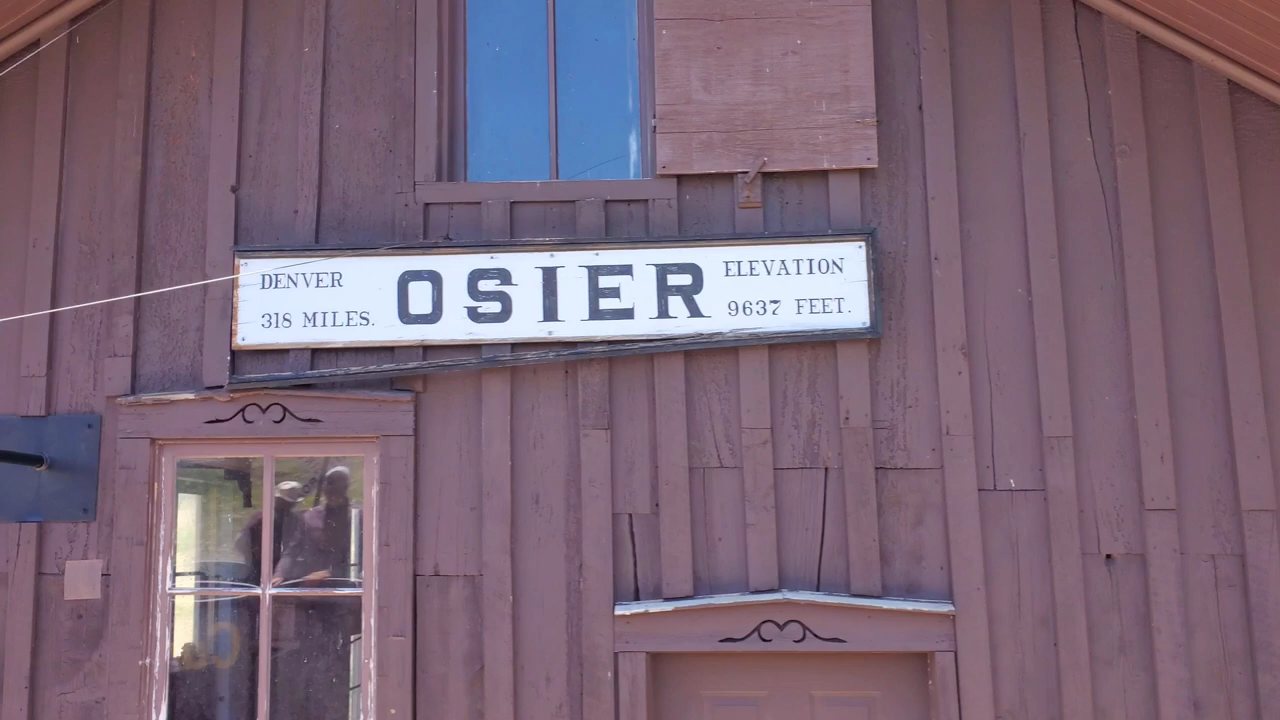 DENVER
318 MILES.
OSIER
ELEVATION
9637 FEET.